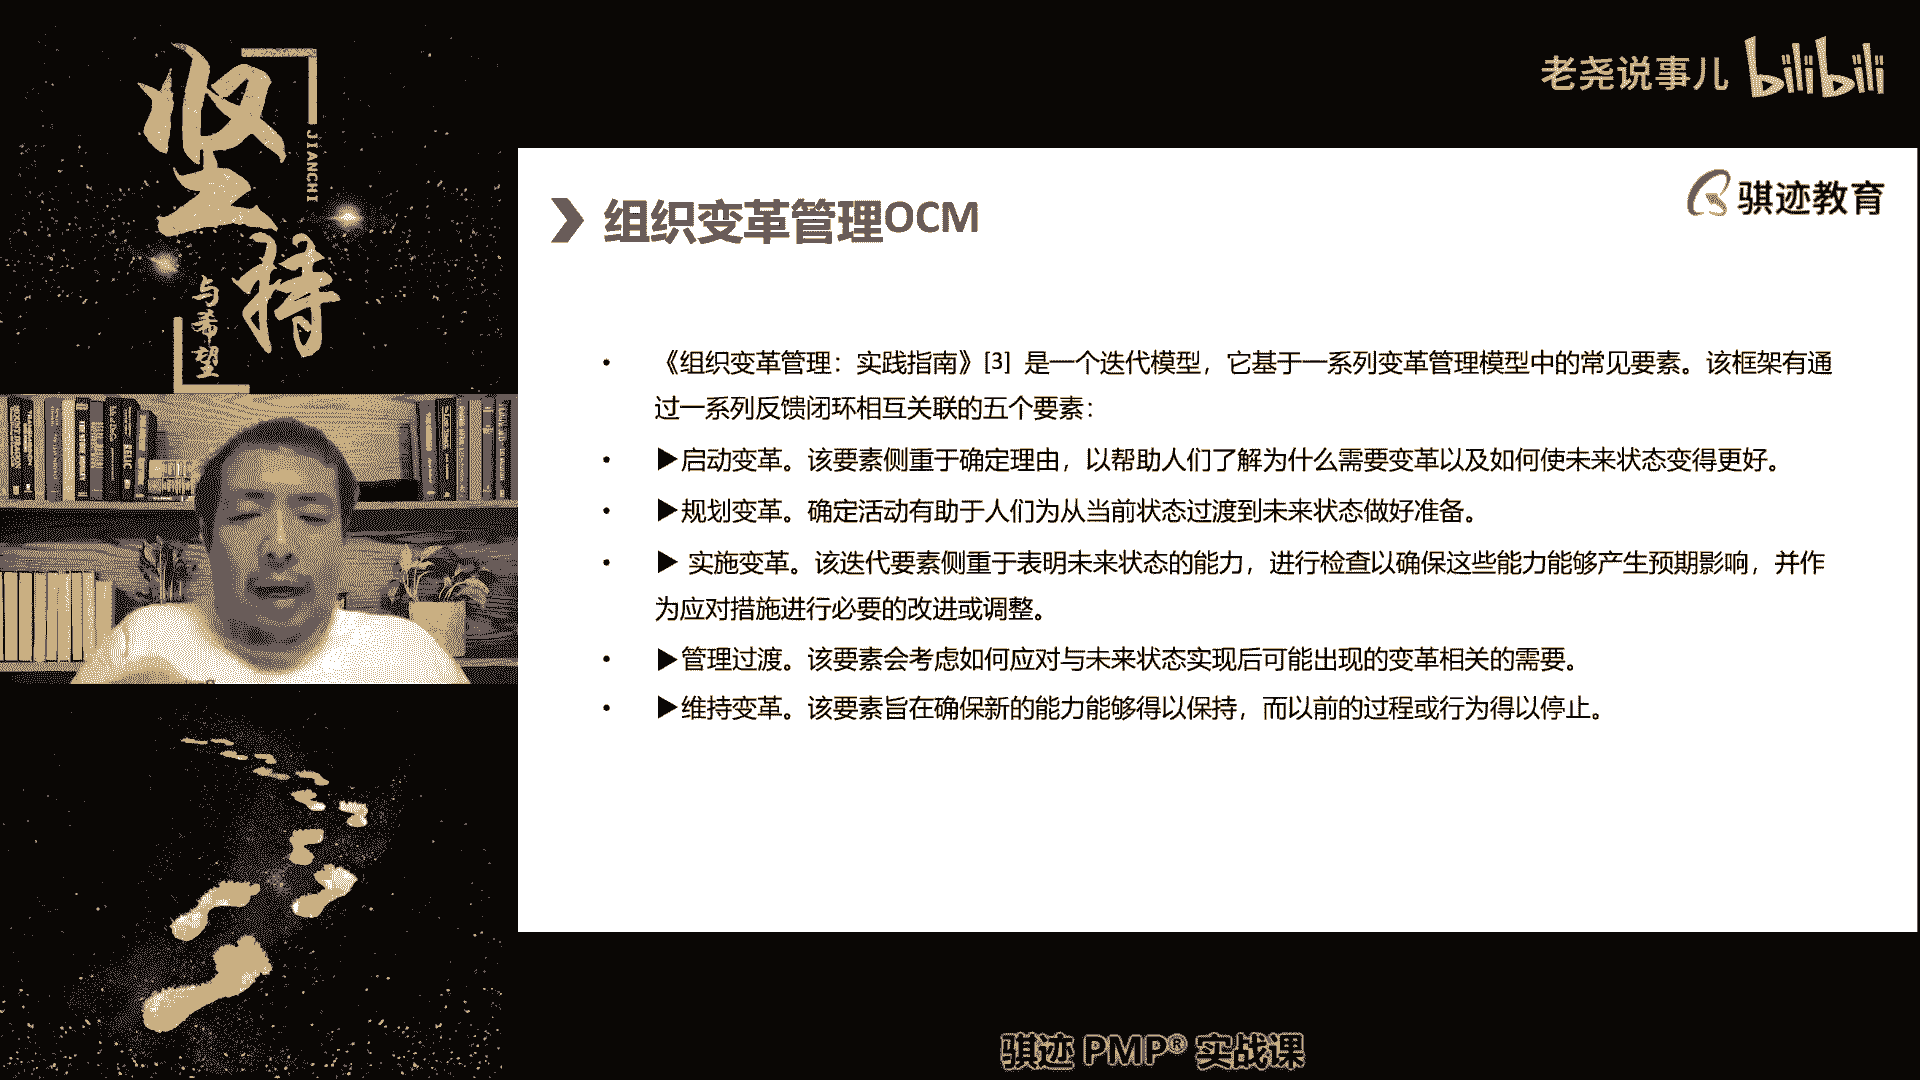 坚持
JIANCHI
与希望
老尧说事儿 bilibili
骐迹教育
组织变革管理OCM
• 《组织变革管理：实践指南》[3] 是一个迭代模型，它基于一系列变革管理模型中的常见要素。该框架有通
过一系列反馈闭环相互关联的五个要素：
• ▶启动变革。该要素侧重于确定理由，以帮助人们了解为什么需要变革以及如何使未来状态变得更好。
• ▶规划变革。确定活动有助于人们为从当前状态过渡到未来状态做好准备。
• ▶ 实施变革。该迭代要素侧重于表明未来状态的能力，进行检查以确保这些能力能够产生预期影响，并作
为应对措施进行必要的改进或调整。
• ▶管理过渡。该要素会考虑如何应对与未来状态实现后可能出现的变革相关的需要。
• ▶维持变革。该要素旨在确保新的能力能够得以保持，而以前的过程或行为得以停止。
骐迹 PMP® 实战课